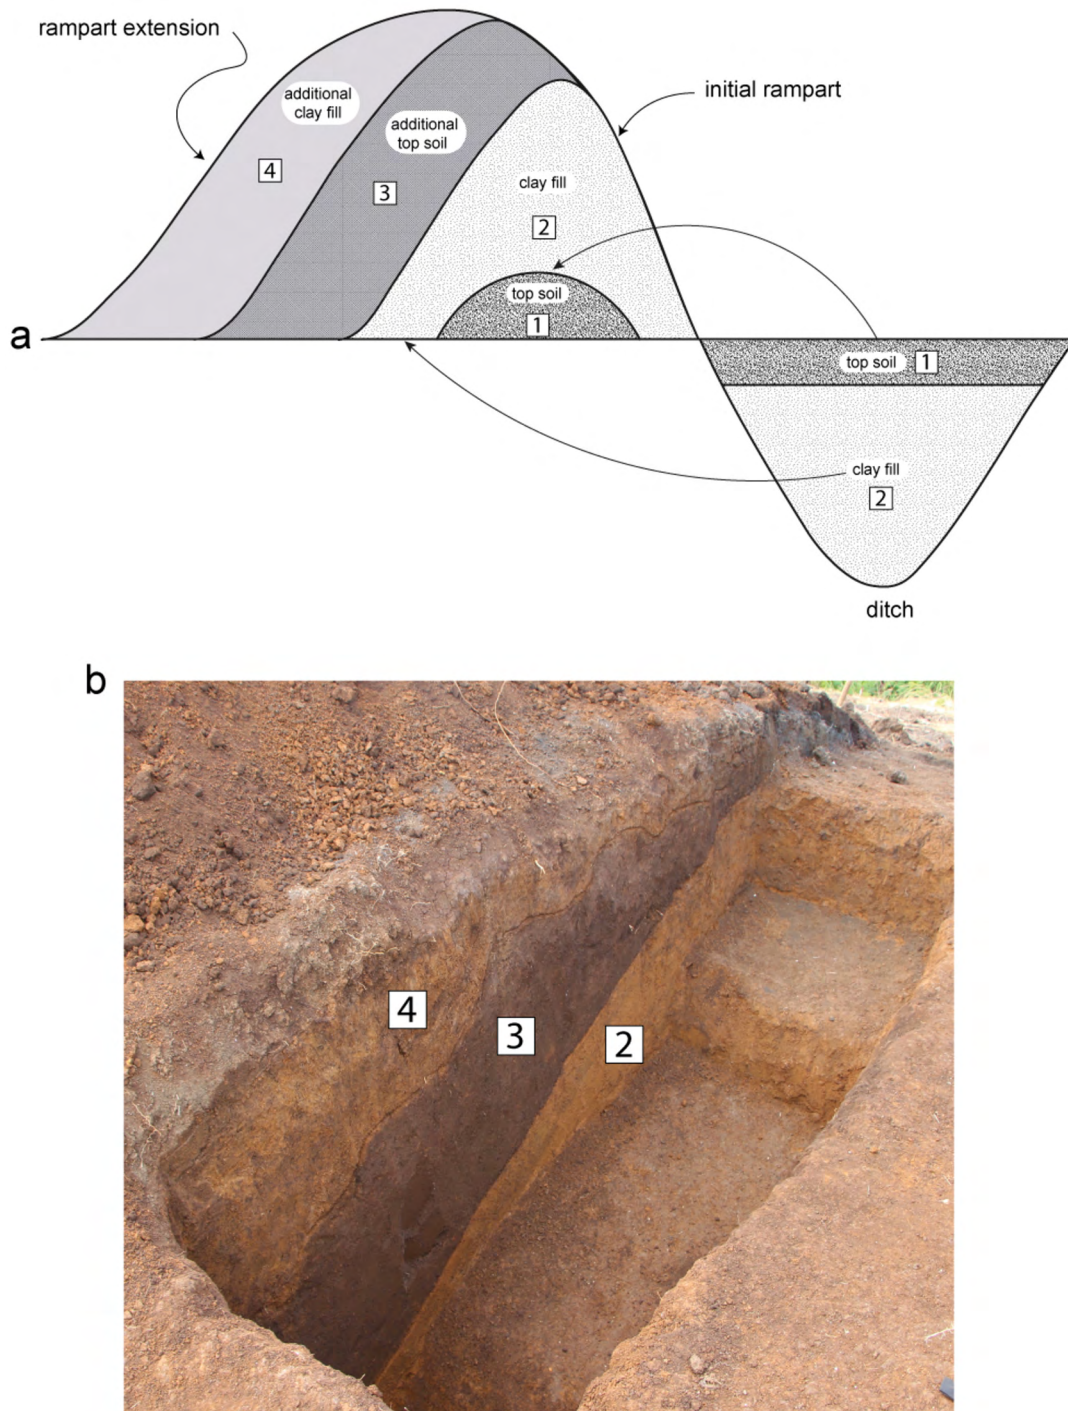 rampart extension
additional
clay fill
4
additional
top soil
3
initial rampart
clay fill
2
top soil
1
a
top soil 1
clay fill
2
ditch
b
4
3
2